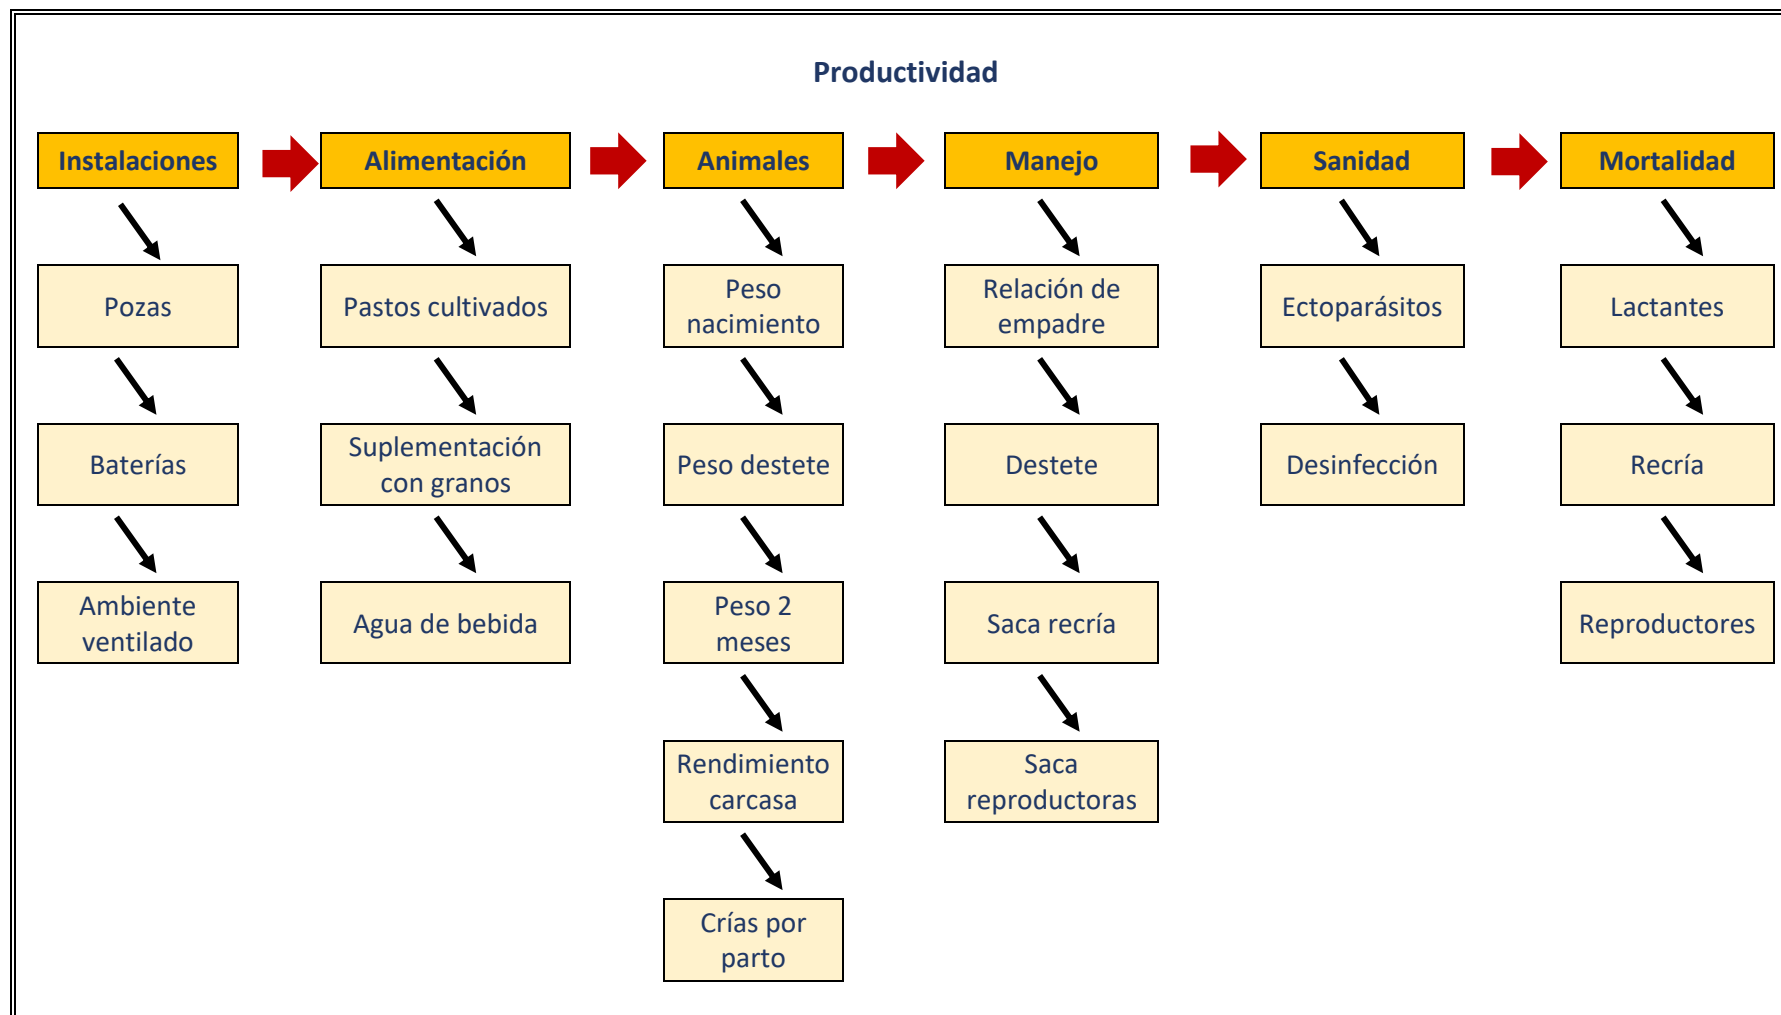 Productividad
Instalaciones
Alimentación
Animales
Manejo
Sanidad
Mortalidad
Pozas
Pastos cultivados
Peso
nacimiento
Relación de
empadre
Ectoparásitos
Lactantes
Baterías
Suplementación
con granos
Peso destete
Destete
Desinfección
Recría
Ambiente
ventilado
Agua de bebida
Peso 2
meses
Saca recría
Reproductores
Rendimiento
carcasa
Saca
reproductoras
Crías por
parto